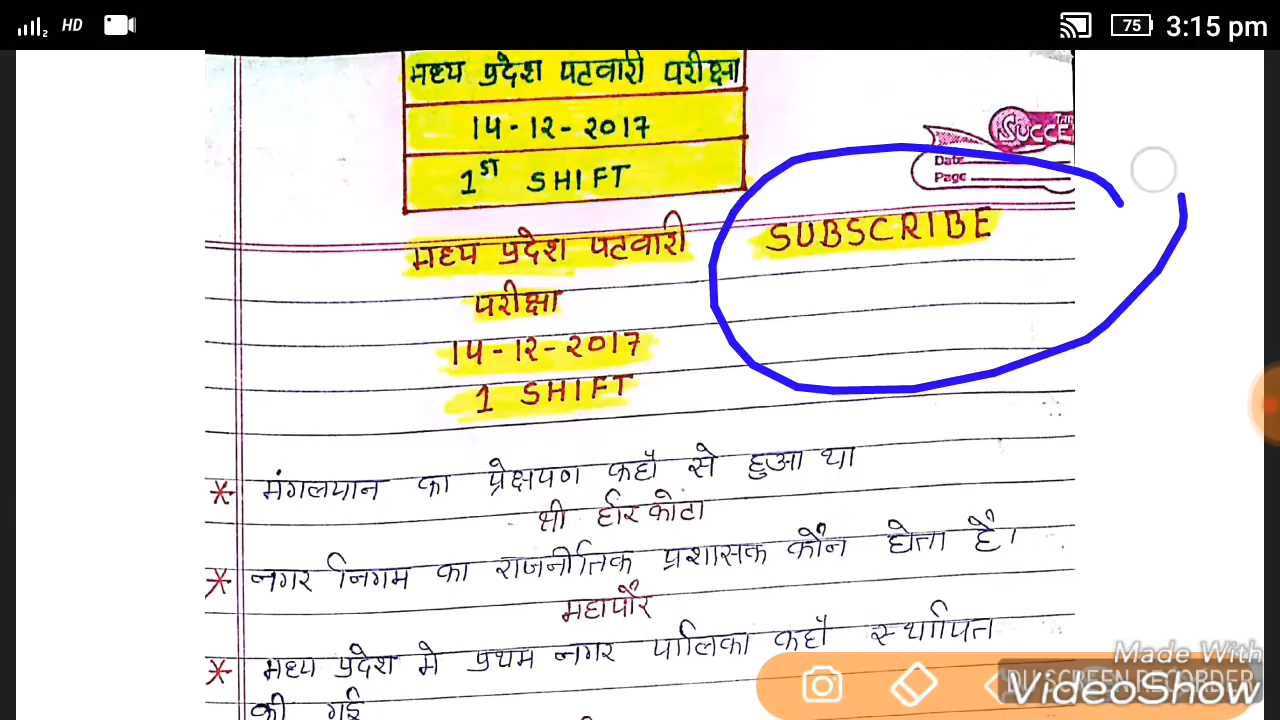 HD 75 3:15 pm
मध्य प्रदेश पटवारी परीक्षा
14-12-2017
1ST SHIFT
Date
Page
SUBSCRIBE
मध्य प्रदेश पटवारी
परीक्षा
14-12-2017
1 SHIFT
* मंगलयान का प्रेक्षपण कहाँ से हुआ था
श्री हरिकोटा
* नगर निगम का राजनीतिक प्रशासक कौन होता है।
महापौर
* मध्य प्रदेश मे प्रथम नगर पालिका कहाँ स्थापित
की गई
Made With
VideoShow